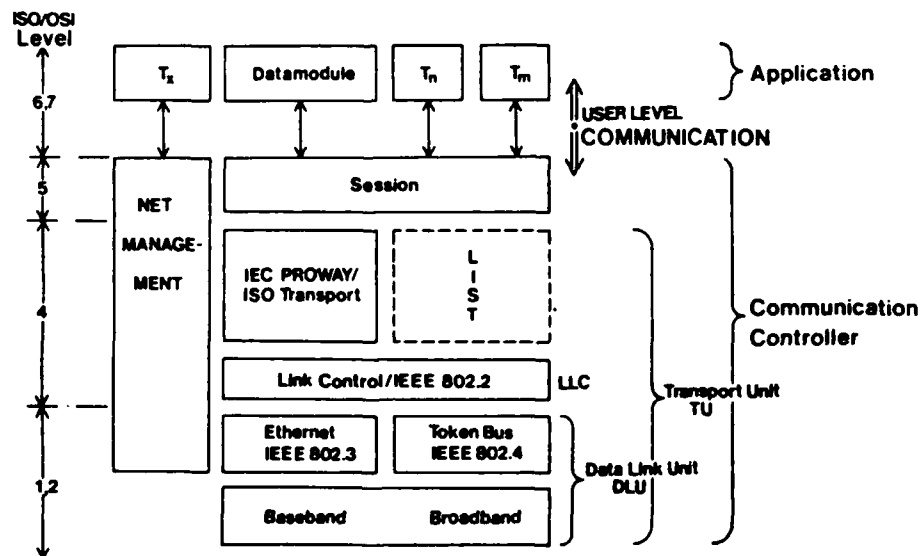 ISO/OSI
Level
6,7
5
4
1,2
Tx
Datamodule
Tn
Tm
Application
USER LEVEL
COMMUNICATION
Session
NET
MANAGE-
MENT
IEC PROWAY/
ISO Transport
L
I
S
T
Link Control/IEEE 802.2
LLC
Ethernet
IEEE 802.3
Token Bus
IEEE 802.4
Baseband
Broadband
Data Link Unit
DLU
Transport Unit
TU
Communication
Controller